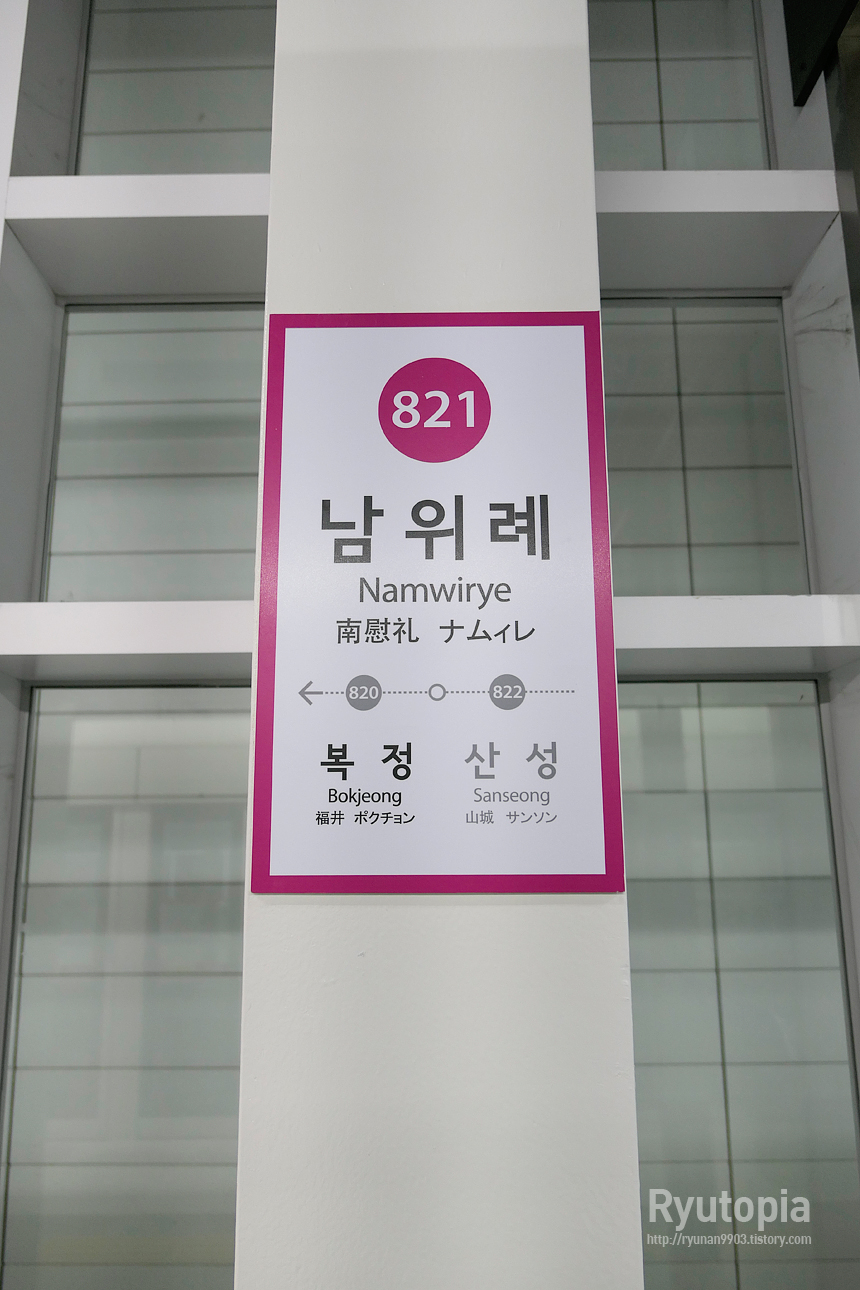 821
남위례
Namwirye
南慰礼 ナムィレ
820 822
복정 산성
Bokjeong Sanseong
福井 ポクチョン 山城 サンソン
Ryutopia
http://ryunan9903.tistory.com